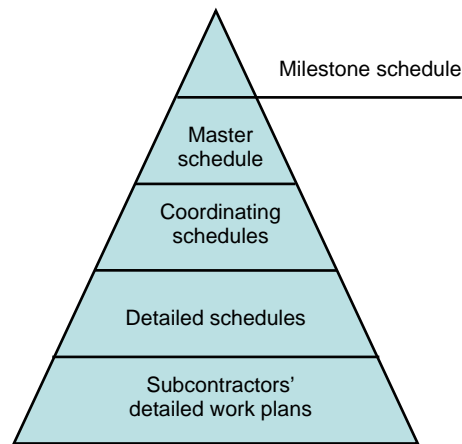 Milestone schedule
Master
schedule
Coordinating
schedules
Detailed schedules
Subcontractors’
detailed work plans